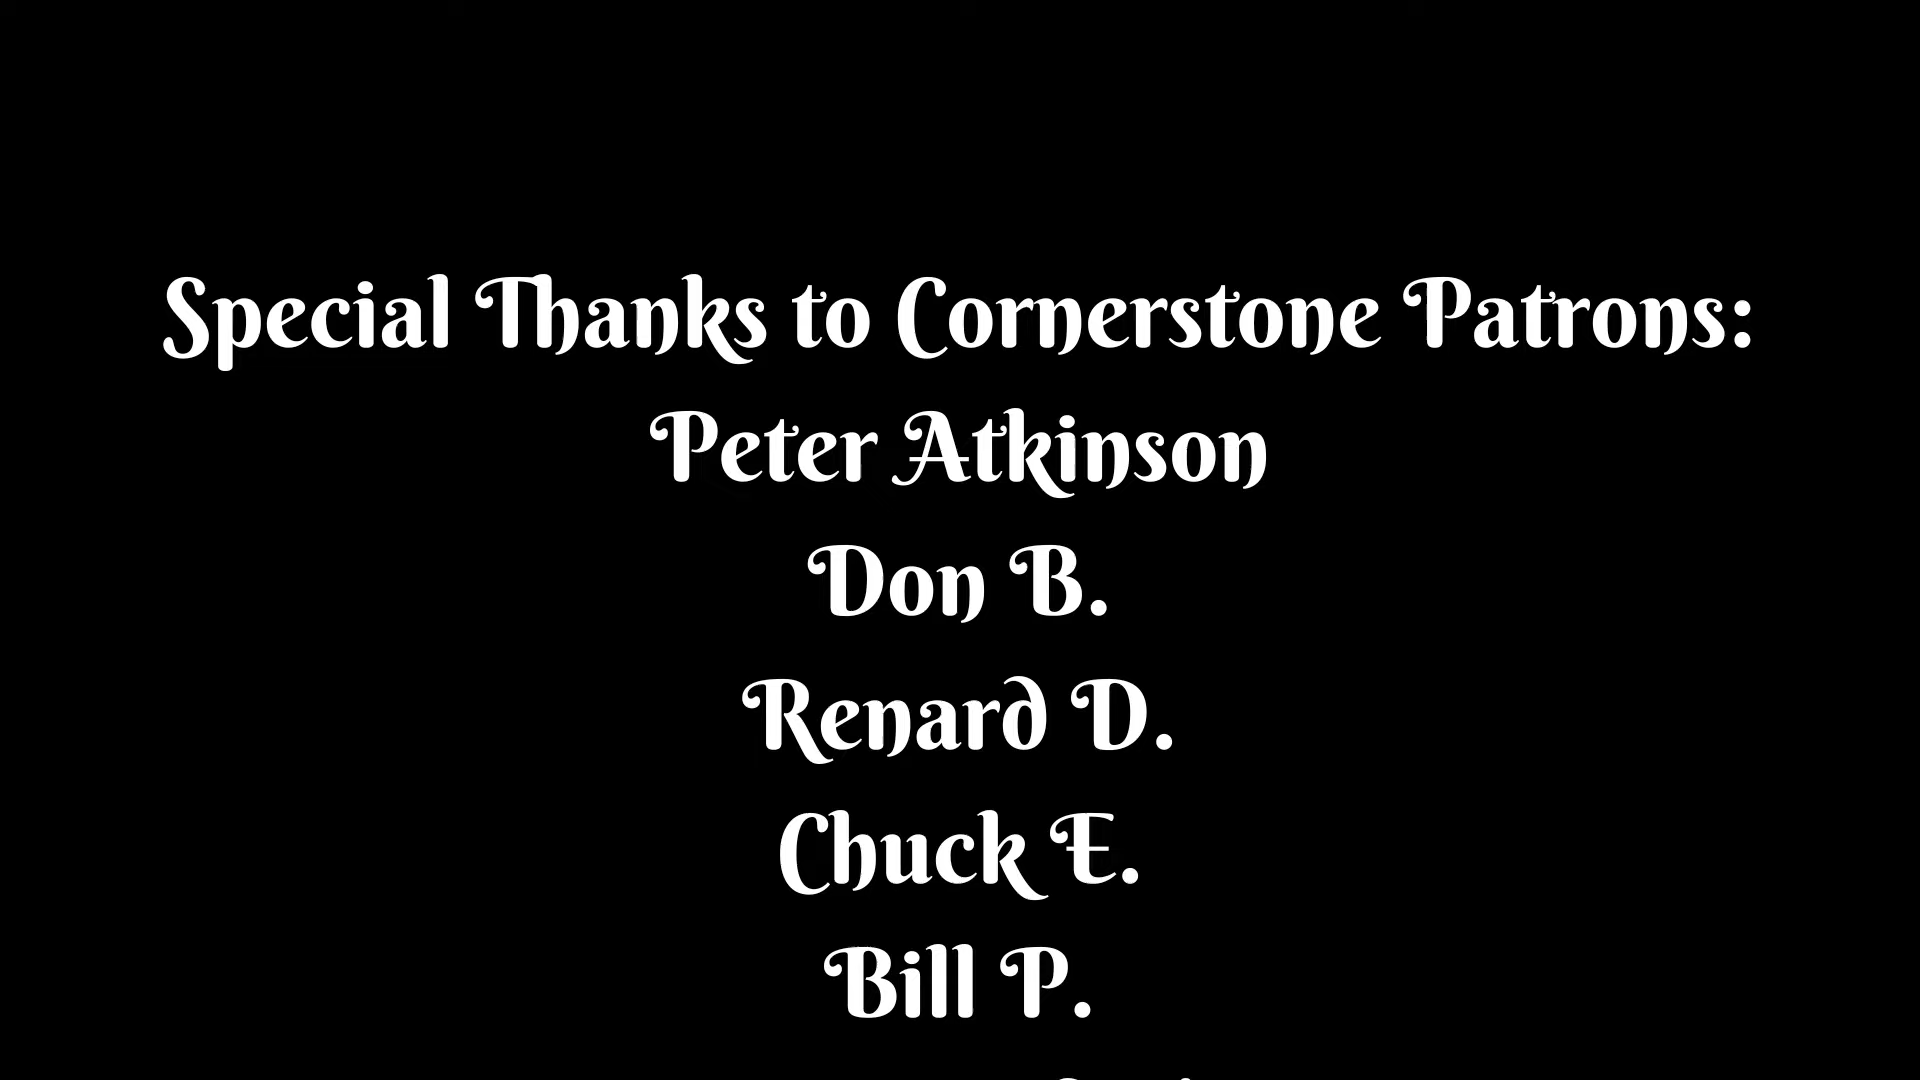 Special Thanks to Cornerstone Patrons:
Peter Atkinson
Don B.
Renard D.
Chuck E.
Bill P.